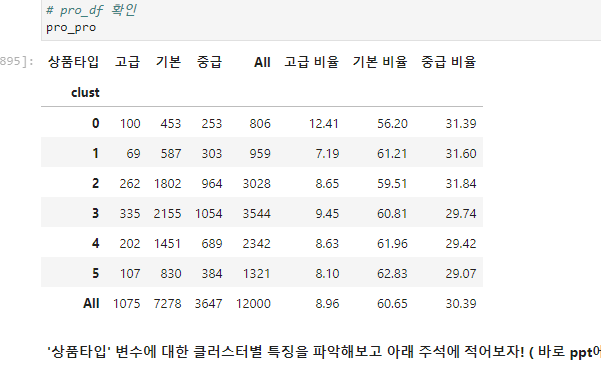 # pro_df 확인
pro_pro
895]:
상품타입 고급 기본 중급 All 고급 비율 기본 비율 중급 비율
clust
0 100 453 253 806 12.41 56.20 31.39
1 69 587 303 959 7.19 61.21 31.60
2 262 1802 964 3028 8.65 59.51 31.84
3 335 2155 1054 3544 9.45 60.81 29.74
4 202 1451 689 2342 8.63 61.96 29.42
5 107 830 384 1321 8.10 62.83 29.07
All 1075 7278 3647 12000 8.96 60.65 30.39
'상품타입' 변수에 대한 클러스터별 특징을 파악해보고 아래 주석에 적어보자! ( 바로 ppt에